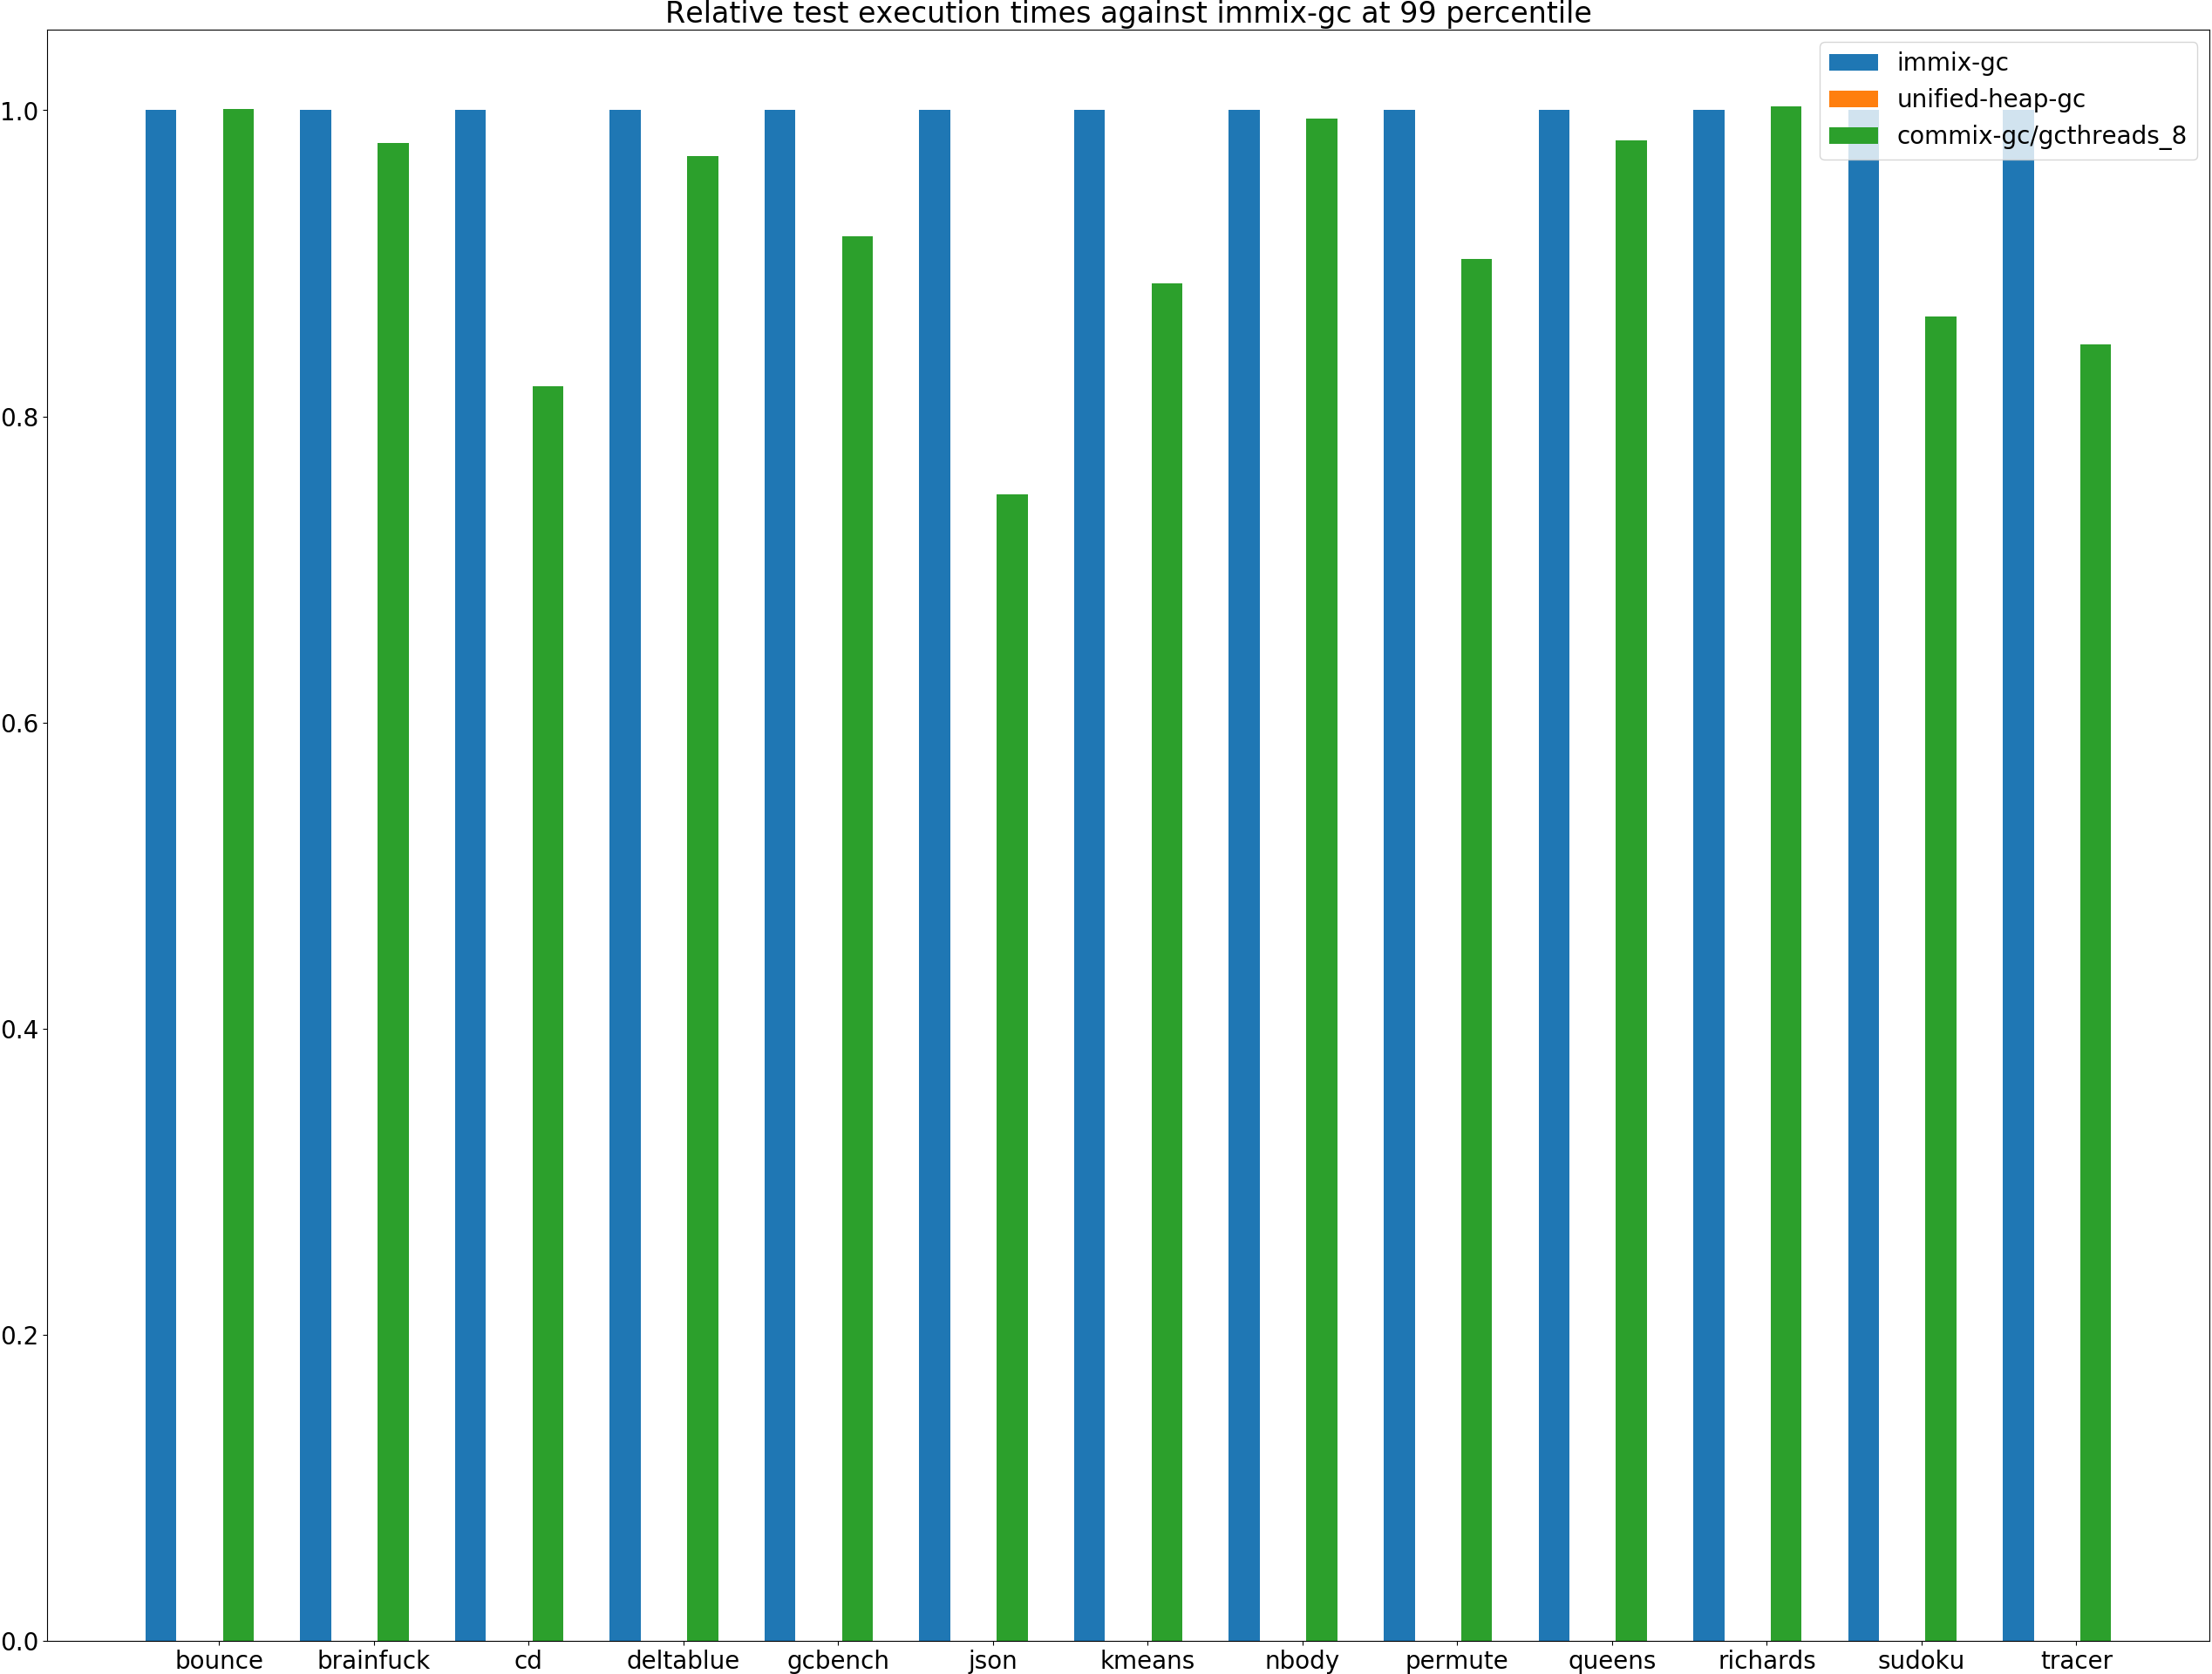 Relative test execution times against immix-gc at 99 percentile
immix-gc
unified-heap-gc
commix-gc/gcthreads_8
1.0
0.8
0.6
0.4
0.2
0.0
bounce brainfuck cd deltablue gcbench json kmeans nbody permute queens richards sudoku tracer